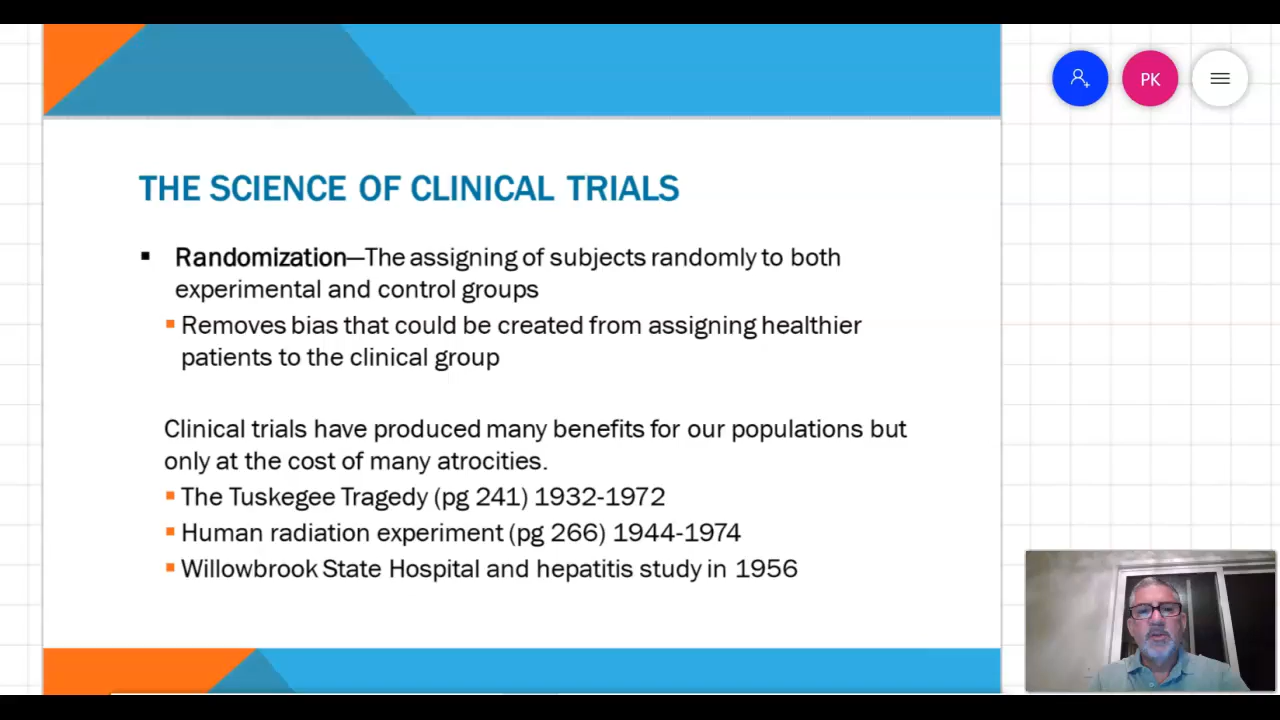 PK
THE SCIENCE OF CLINICAL TRIALS
▪ Randomization—The assigning of subjects randomly to both
experimental and control groups
▪ Removes bias that could be created from assigning healthier
patients to the clinical group
Clinical trials have produced many benefits for our populations but
only at the cost of many atrocities.
▪ The Tuskegee Tragedy (pg 241) 1932-1972
▪ Human radiation experiment (pg 266) 1944-1974
▪ Willowbrook State Hospital and hepatitis study in 1956